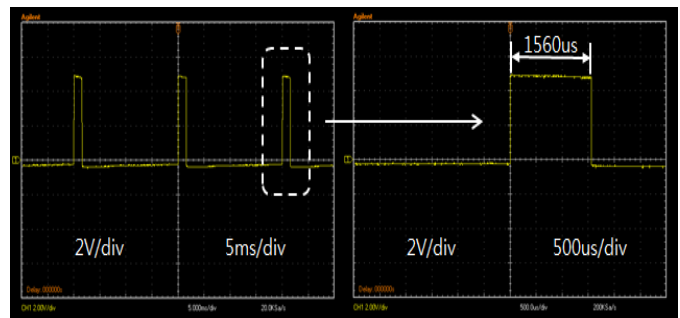 Agilent
2V/div
5ms/div
Delay: 0.00000s
CH1 2.00V/div
5.000ms/div
20.0KSa/s
Agilent
1560us
2V/div
500us/div
Delay: 0.00000s
CH1 2.00V/div
500.0us/div
200KSa/s